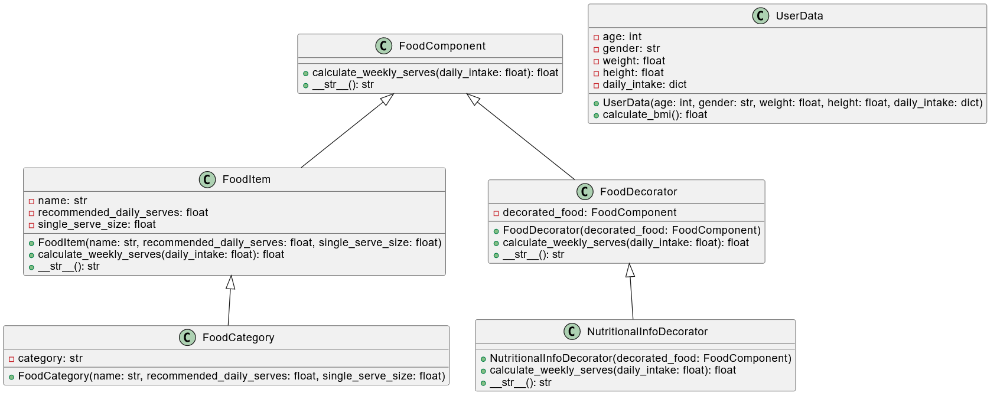 C FoodComponent
calculate_weekly_serves(daily_intake: float): float
__str__(): str
C UserData
age: int
gender: str
weight: float
height: float
daily_intake: dict
UserData(age: int, gender: str, weight: float, height: float, daily_intake: dict)
calculate_bmi(): float
C FoodItem
name: str
recommended_daily_serves: float
single_serve_size: float
FoodItem(name: str, recommended_daily_serves: float, single_serve_size: float)
calculate_weekly_serves(daily_intake: float): float
__str__(): str
C FoodDecorator
decorated_food: FoodComponent
FoodDecorator(decorated_food: FoodComponent)
calculate_weekly_serves(daily_intake: float): float
__str__(): str
C FoodCategory
category: str
FoodCategory(name: str, recommended_daily_serves: float, single_serve_size: float)
C NutritionalInfoDecorator
NutritionalInfoDecorator(decorated_food: FoodComponent)
calculate_weekly_serves(daily_intake: float): float
__str__(): str